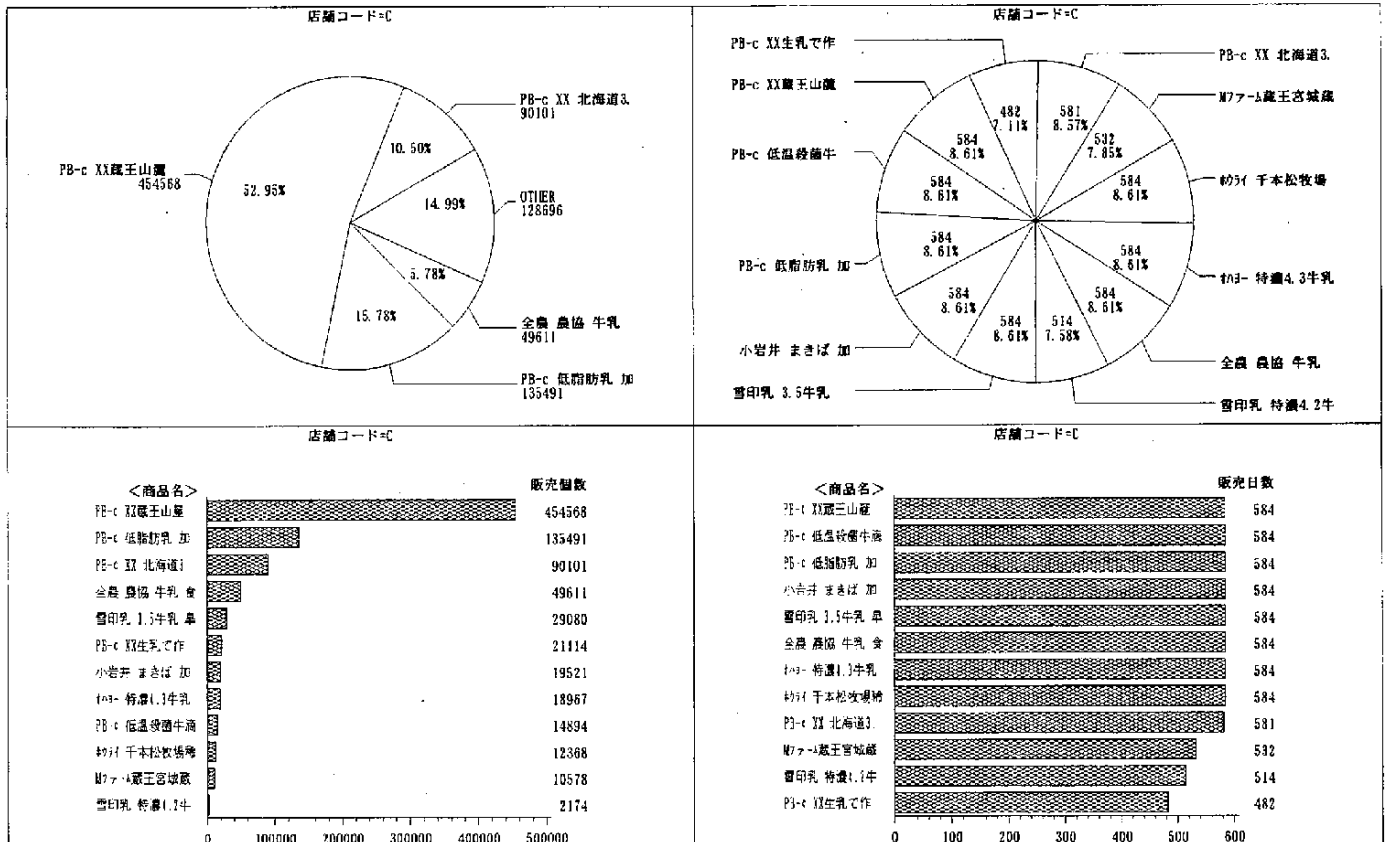 店舗コード=C
PB-c XX 北海道3.
90101
10.50%
PB-c XX蔵王山麓
454568
52.95%
14.99%
OTHER
128696
5.78%
15.78%
全農 農協 牛乳
49611
PB-c 低脂肪乳 加
135491
店舗コード=C
PB-c XX生乳で作
PB-c XX 北海道3.
PB-c XX蔵王山麓
Mファーム蔵王宮城蔵
482
7.11%
581
8.57%
584
8.61%
532
7.85%
PB-c 低温殺菌牛
584
8.61%
584
8.61%
ホウライ 千本松牧場
584
8.61%
584
8.61%
PB-c 低脂肪乳 加
オハヨー 特濃4.3牛乳
584
8.61%
584
8.61%
514
7.58%
584
8.61%
小岩井 まきば 加
全農 農協 牛乳
雪印乳 3.5牛乳
雪印乳 特濃4.2牛
店舗コード=C
<商品名>
販売個数
PB-c XX蔵王山麓 454568
PB-c 低脂肪乳 加 135491
PB-c XX 北海道3 90101
全農 農協 牛乳 食 49611
雪印乳 3.5牛乳 阜 29080
PB-c XX生乳で作 21114
小岩井 まきば 加 19521
オハヨー 特濃4.3牛乳 18967
PB-c 低温殺菌牛滴 14894
ホウライ 千本松牧場 12368
Mファーム蔵王宮城蔵 10578
雪印乳 特濃4.2牛 2174
0 100000 200000 300000 400000 500000
店舗コード=C
<商品名>
販売日数
PB-c XX蔵王山麓 584
PB-c 低温殺菌牛滴 584
PB-c 低脂肪乳 加 584
小岩井 まきば 加 584
雪印乳 3.5牛乳 阜 584
全農 農協 牛乳 食 584
オハヨー 特濃4.3牛乳 584
ホウライ 千本松牧場 584
PB-c XX 北海道3. 581
Mファーム蔵王宮城蔵 532
雪印乳 特濃4.2牛 514
PB-c XX生乳で作 482
0 100 200 300 400 500 600